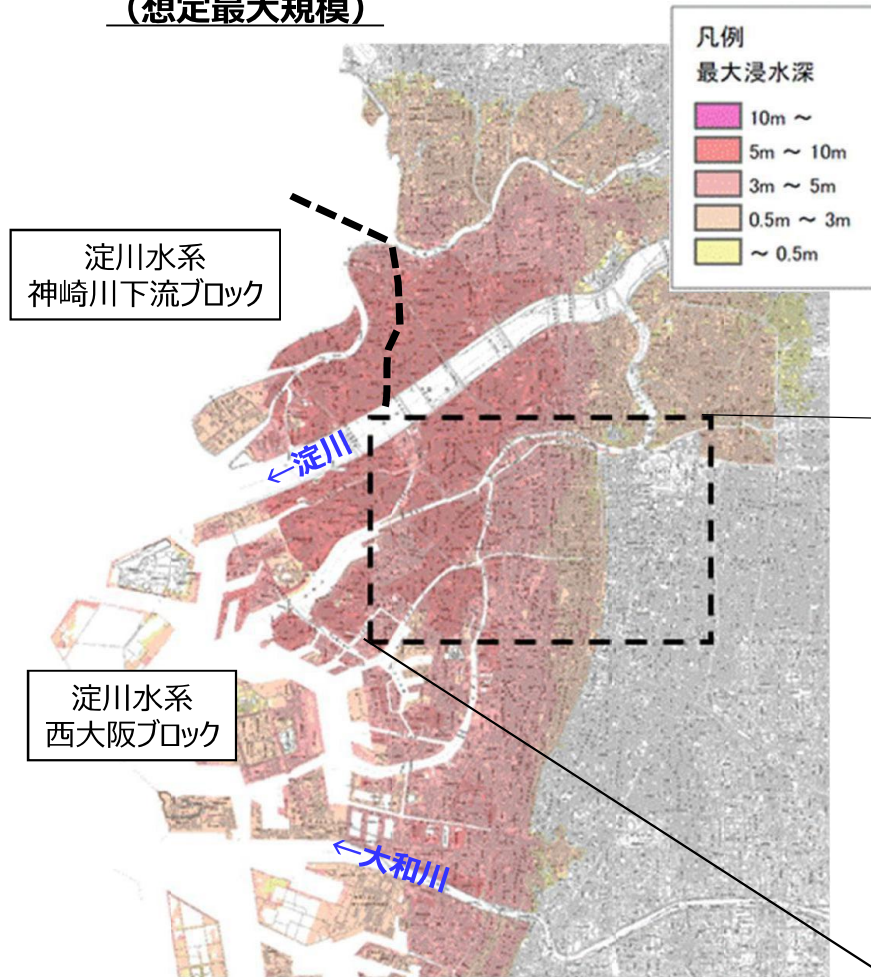 （想定最大規模）
凡例
最大浸水深
10m ～
5m ～ 10m
3m ～ 5m
0.5m ～ 3m
～ 0.5m
淀川水系
神崎川下流ブロック
←淀川
淀川水系
西大阪ブロック
←大和川